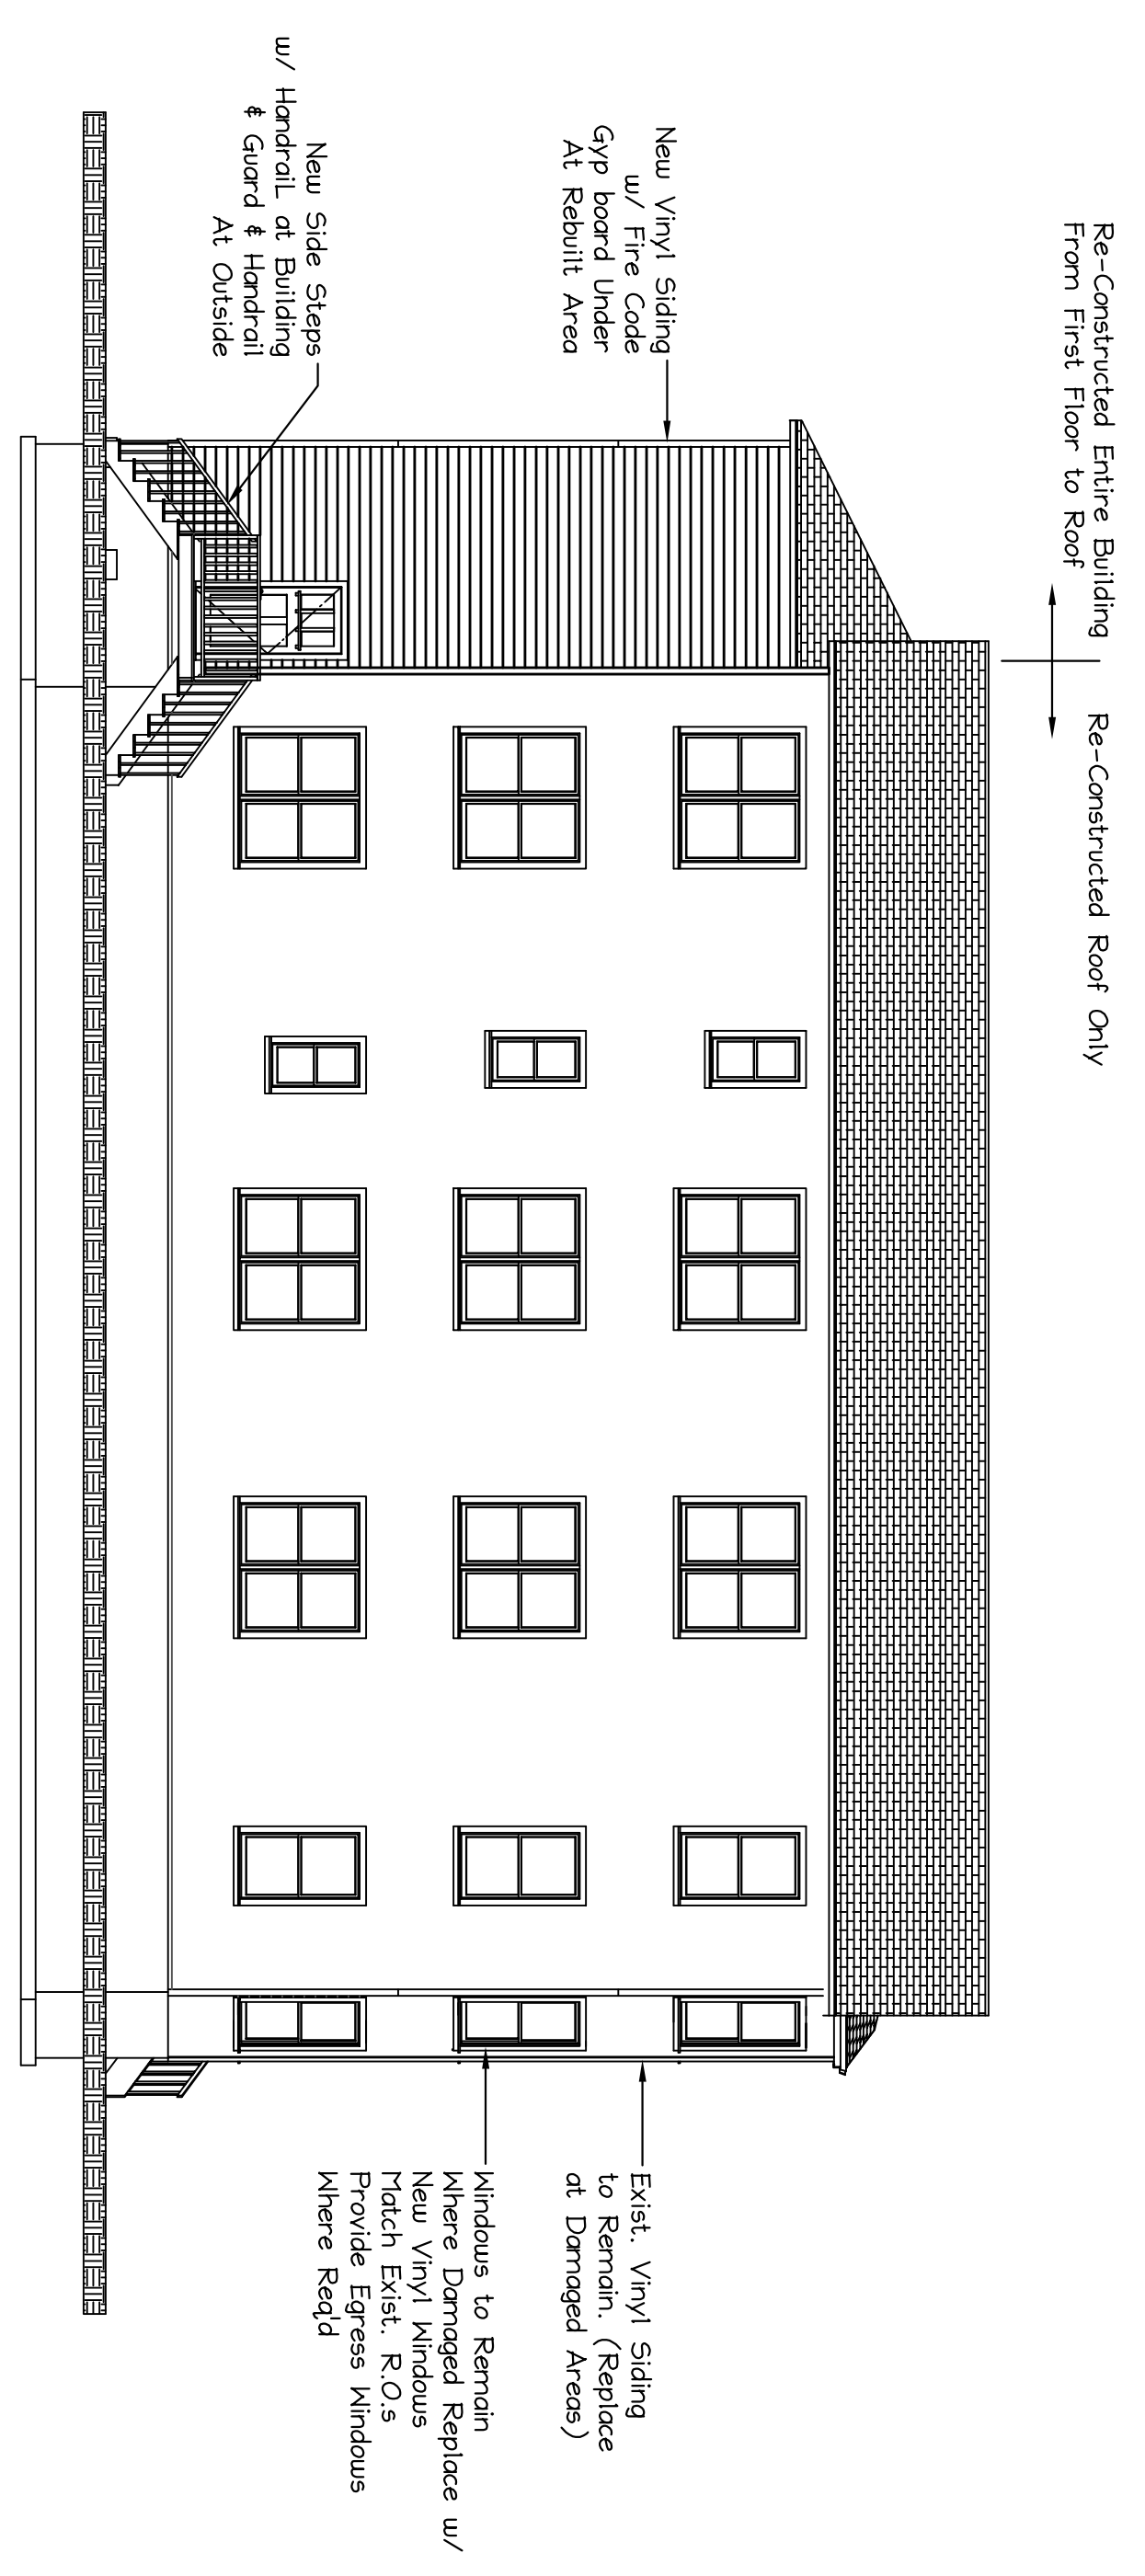 Re-Constructed Entire Building
From First Floor to Roof
Re-Constructed Roof Only
New Vinyl Siding
w/ Fire Code
Gyp board Under
At Rebuilt Area
New Side Steps
w/ Handrail at Building
& Guard & Handrail
At Outside
Exist. Vinyl Siding
to Remain. (Replace
at Damaged Areas)
Windows to Remain
Where Damaged Replace w/
New Vinyl Windows
Match Exist. R.O.s
Provide Egress Windows
Where Req'd